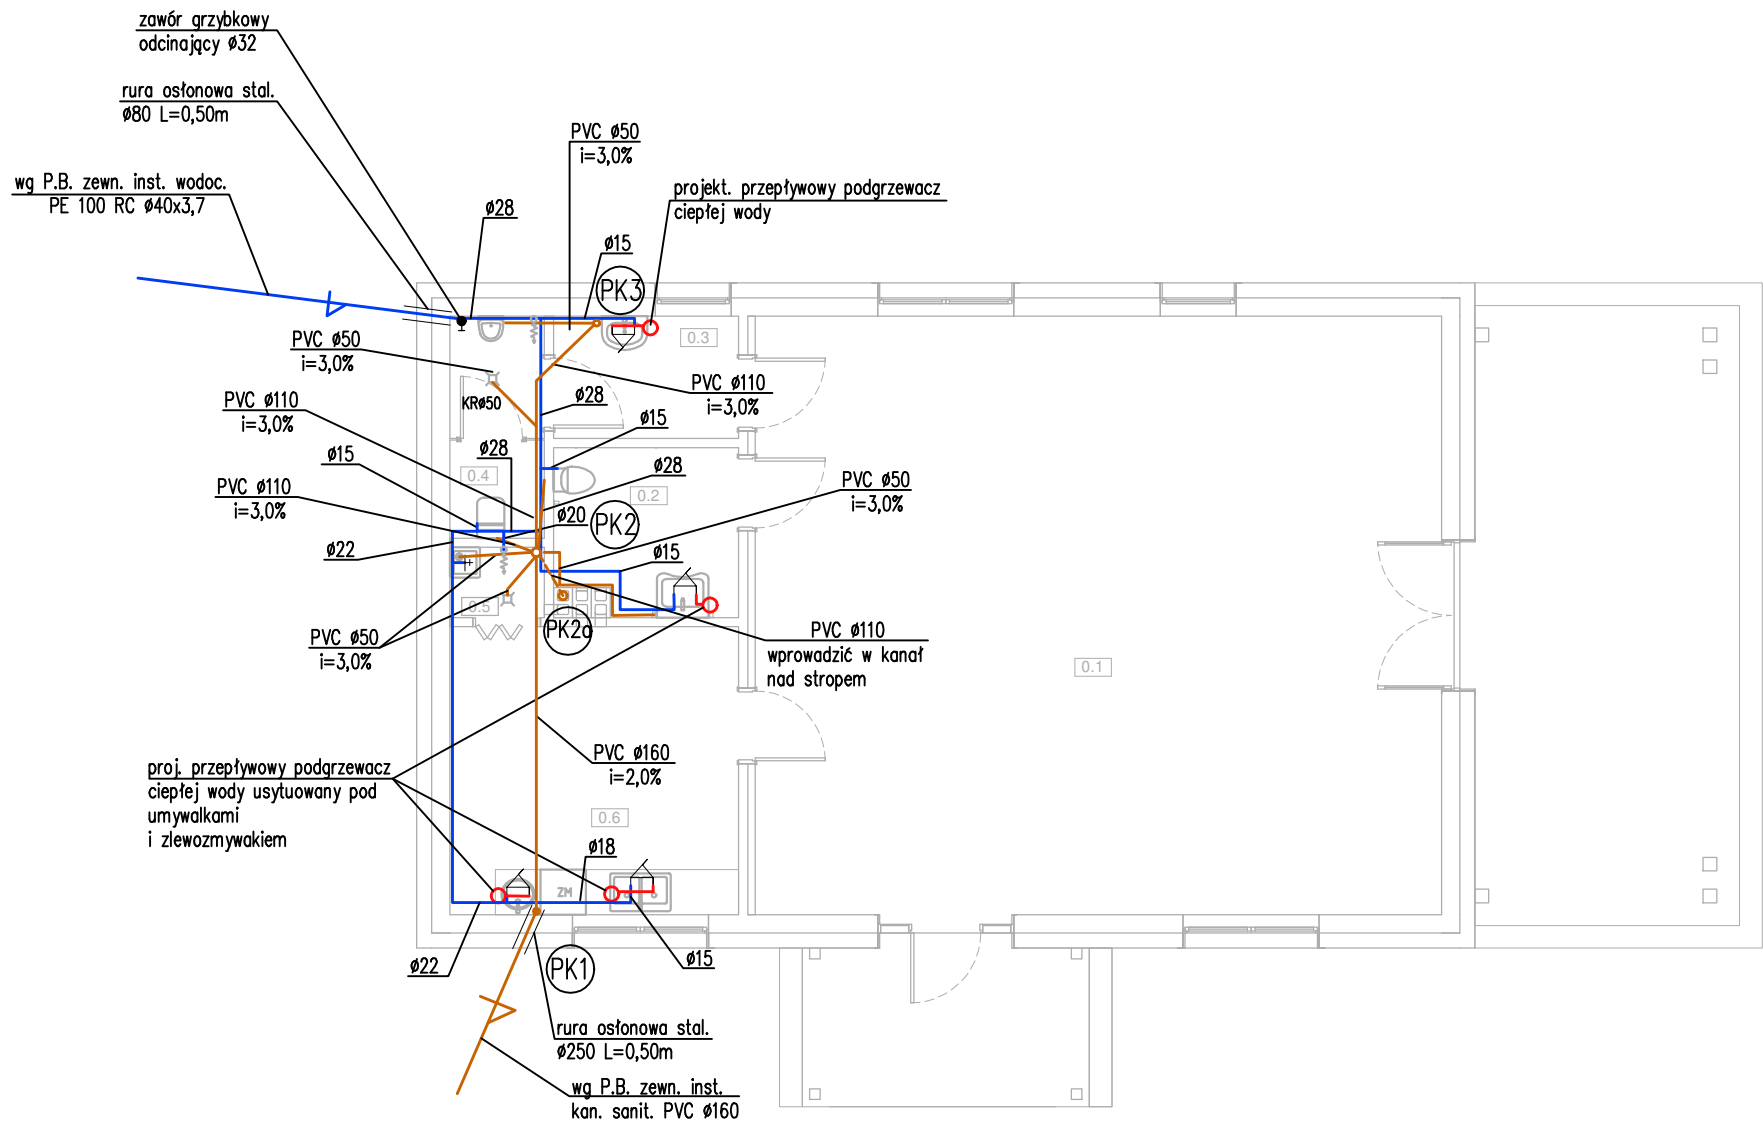 zawór grzybkowy
odcinający ø32
rura osłonowa stal.
ø80 L=0,50m
PVC ø50
i=3,0%
wg P.B. zewn. inst. wodoc.
PE 100 RC ø40x3,7
projekt. przepływowy podgrzewacz
ciepłej wody
ø28
ø15
PK3
PVC ø50
i=3,0%
0.3
PVC ø110
i=3,0%
KRø50
ø28
PVC ø110
i=3,0%
ø15
ø28
ø15
0.4
ø28
PVC ø50
i=3,0%
PVC ø110
i=3,0%
0.2
ø20
PK2
ø22
ø15
0.5
PK2a
PVC ø50
i=3,0%
PVC ø110
wprowadzić w kanał
nad stropem
0.1
PVC ø160
i=2,0%
proj. przepływowy podgrzewacz
ciepłej wody usytuowany pod
umywalkami
i zlewozmywakiem
0.6
ø18
ZM
ø22
PK1
ø15
rura osłonowa stal.
ø250 L=0,50m
wg P.B. zewn. inst.
kan. sanit. PVC ø160